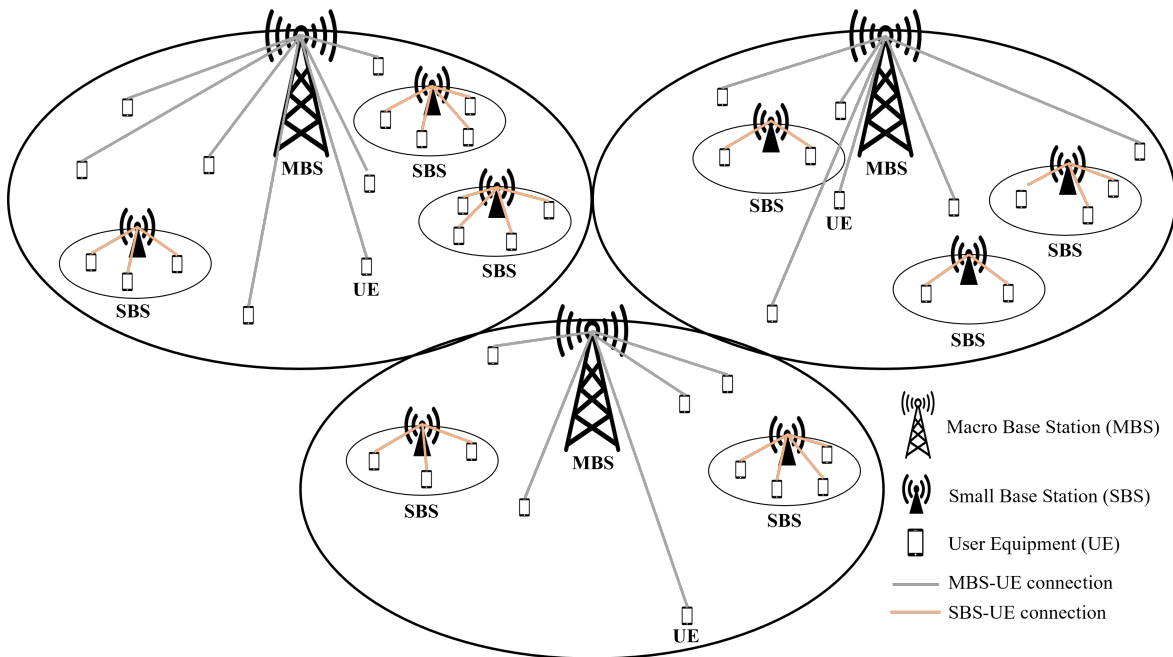 MBS
SBS
SBS
UE
SBS
MBS
SBS
UE
SBS
SBS
MBS
SBS
SBS
UE
Macro Base Station (MBS)
Small Base Station (SBS)
User Equipment (UE)
MBS-UE connection
SBS-UE connection